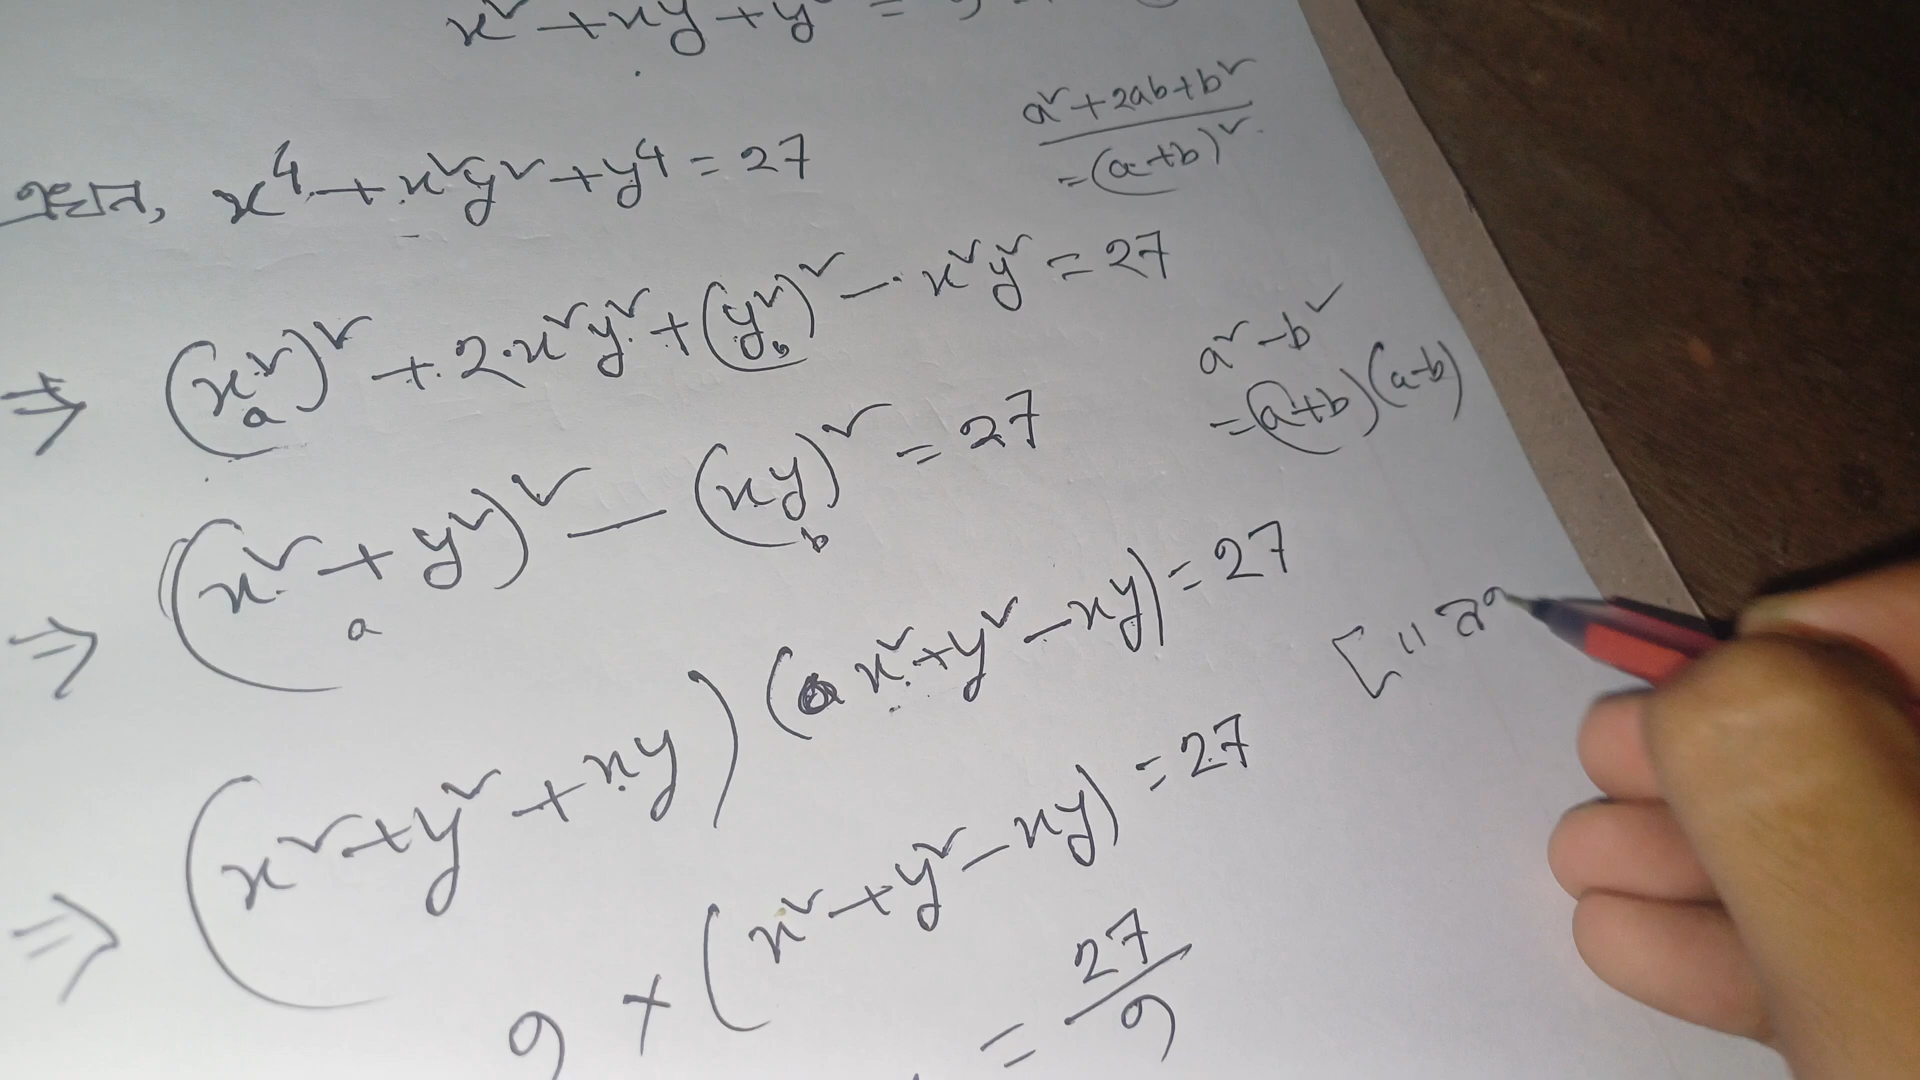 x² + xy + y² =
এখন, x⁴ + x²y² + y⁴ = 27
a² + 2ab + b²
= (a+b)²
⇒ (x²)² + 2·x²y² + (y²)² - x²y² = 27
a b
a² - b²
= (a+b)(a-b)
⇒ (x² + y²)² - (xy)² = 27
a b
⇒ (x² + y² + xy) (x² + y² - xy) = 27
9 × (x² + y² - xy) = 27
= 27/9